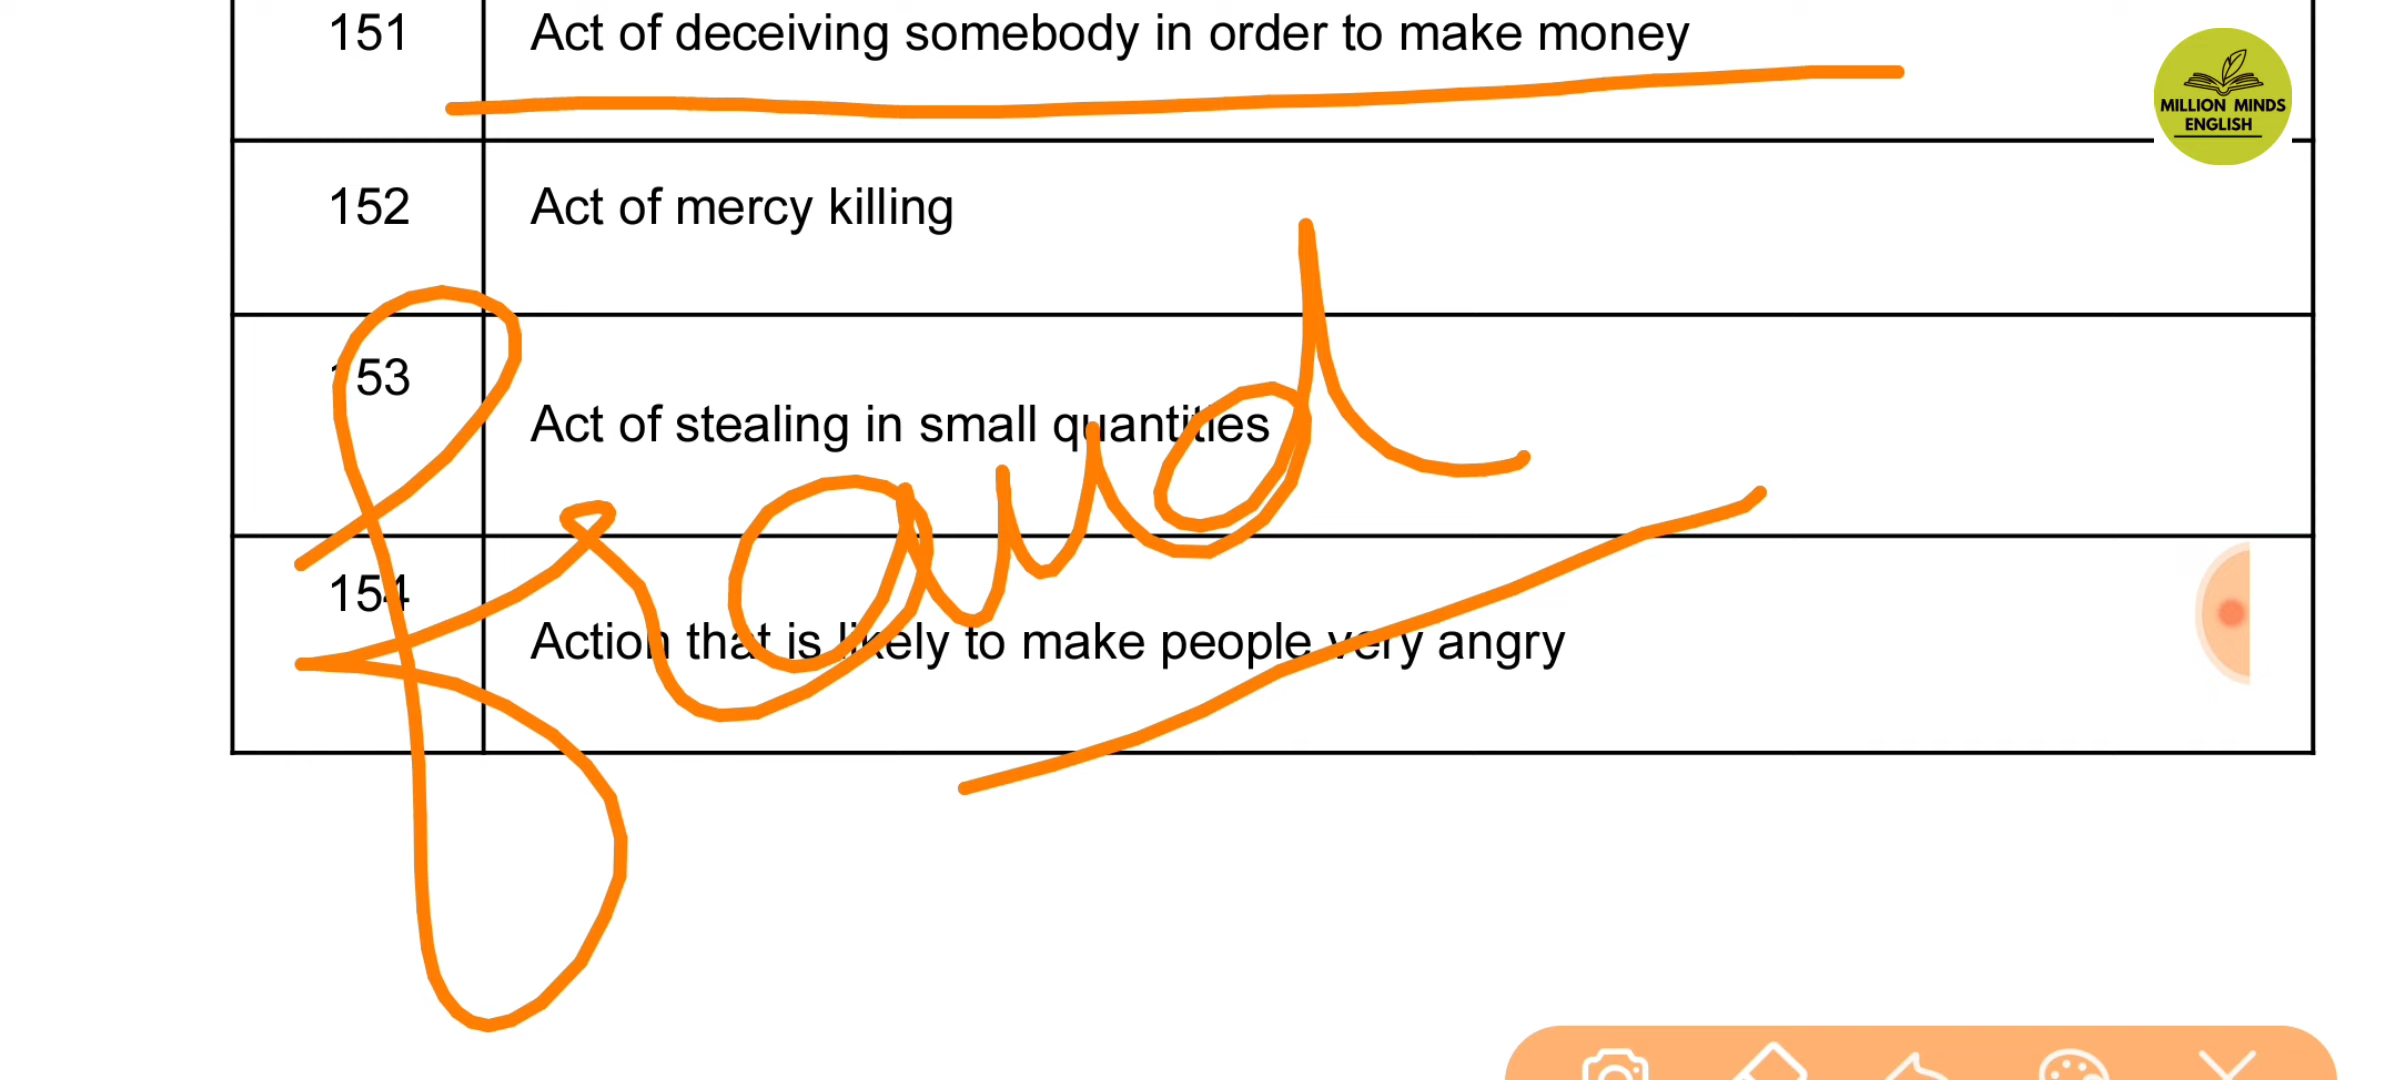 151 Act of deceiving somebody in order to make money
MILLION MINDS
ENGLISH
152 Act of mercy killing
153 Act of stealing in small quantities
fraud
154 Action that is likely to make people very angry